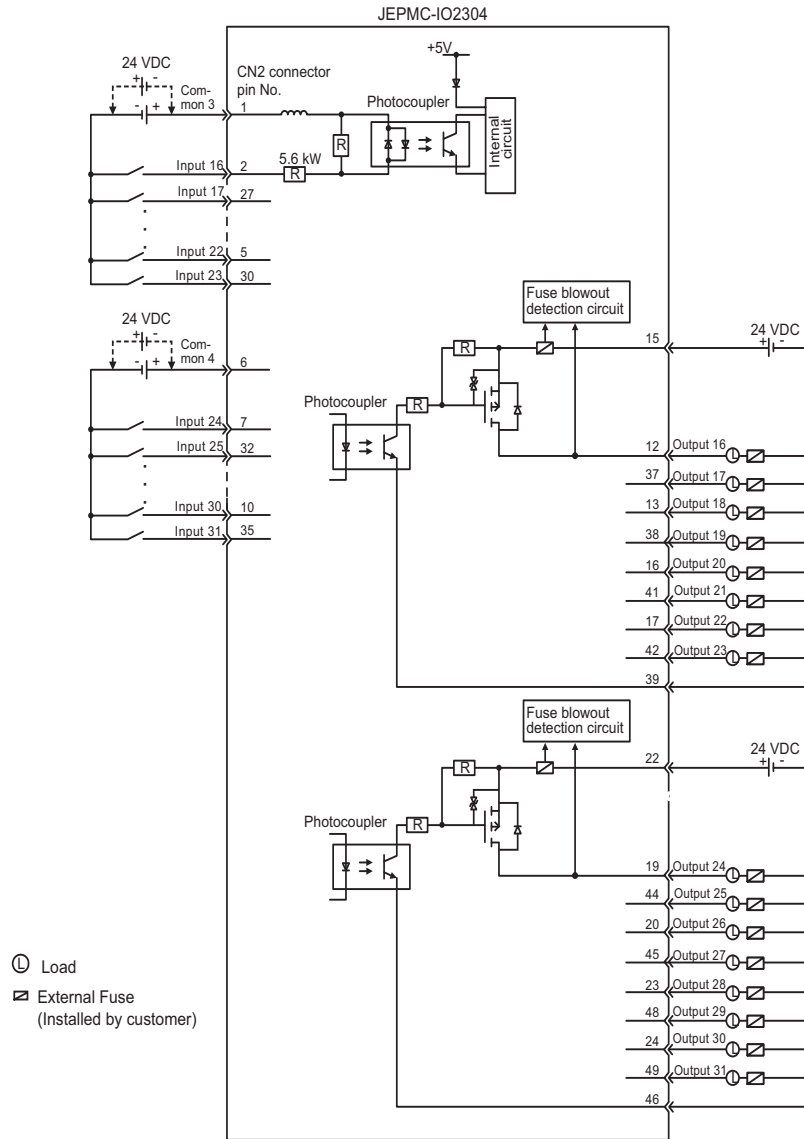 JEPMC-IO2304
+5V
24 VDC
+ -
- +
Com-
mon 3
CN2 connector
pin No.
1
Photocoupler
Internal
circuit
R
5.6 kW
R
Input 16
2
Input 17
27
Input 22
5
Input 23
30
24 VDC
+ -
- +
Com-
mon 4
6
Input 24
7
Input 25
32
Input 30
10
Input 31
35
Fuse blowout
detection circuit
15
24 VDC
+ -
R
Photocoupler
R
12
Output 16
L
37
Output 17
L
13
Output 18
L
38
Output 19
L
16
Output 20
L
41
Output 21
L
17
Output 22
L
42
Output 23
L
39
Fuse blowout
detection circuit
22
24 VDC
+ -
R
Photocoupler
R
19
Output 24
L
44
Output 25
L
20
Output 26
L
45
Output 27
L
23
Output 28
L
48
Output 29
L
24
Output 30
L
49
Output 31
L
46
L Load
External Fuse
(Installed by customer)